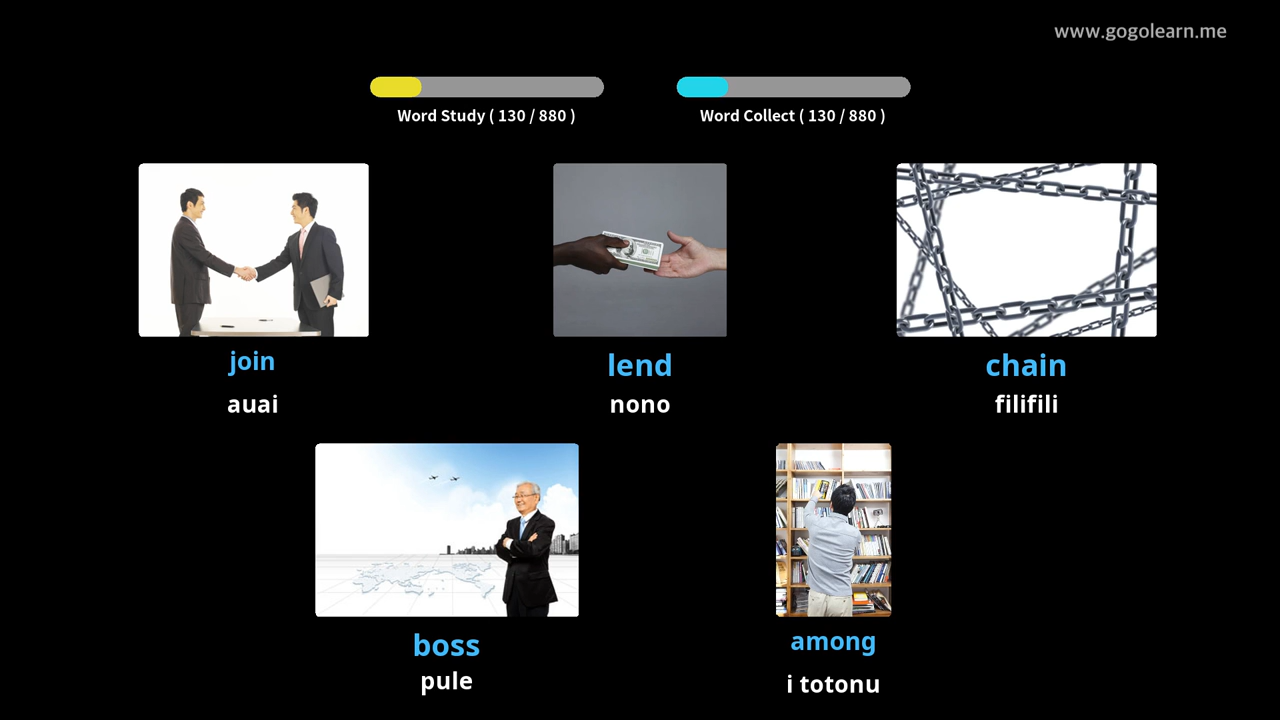 www.gogolearn.me
Word Study ( 130 / 880 )
Word Collect ( 130 / 880 )
join
auai
lend
nono
chain
filifili
boss
pule
among
i totonu